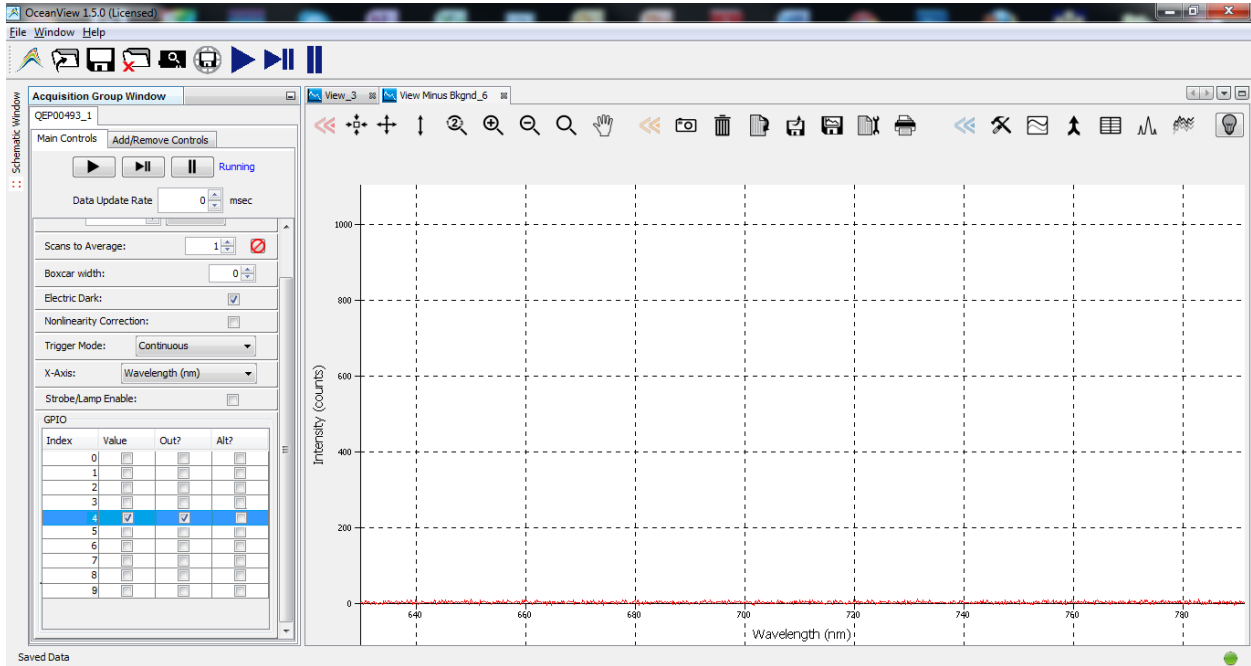 OceanView 1.5.0 (Licensed)
File Window Help
Schematic Window
Acquisition Group Window
QEP00493_1
Main Controls Add/Remove Controls
Running
Data Update Rate 0 msec
Scans to Average: 1
Boxcar width: 0
Electric Dark:
Nonlinearity Correction:
Trigger Mode: Continuous
X-Axis: Wavelength (nm)
Strobe/Lamp Enable:
GPIO
Index Value Out? Alt?
0
1
2
3
4
5
6
7
8
9
View_3 View Minus Bkgnd_6
2
1000
800
600
400
200
0
Intensity (counts)
640 660 680 700 720 740 760 780
Wavelength (nm)
Saved Data